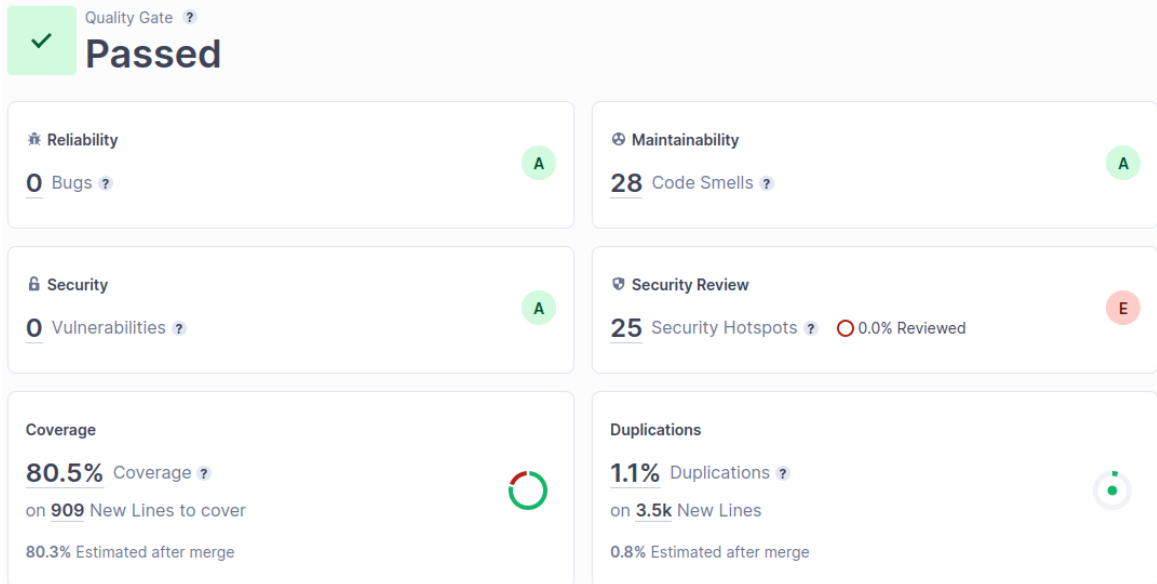 Quality Gate ?
Passed
Reliability
0 Bugs ?
A
Maintainability
28 Code Smells ?
A
Security
0 Vulnerabilities ?
A
Security Review
25 Security Hotspots ? 0.0% Reviewed
E
Coverage
80.5% Coverage ?
on 909 New Lines to cover
80.3% Estimated after merge
Duplications
1.1% Duplications ?
on 3.5k New Lines
0.8% Estimated after merge